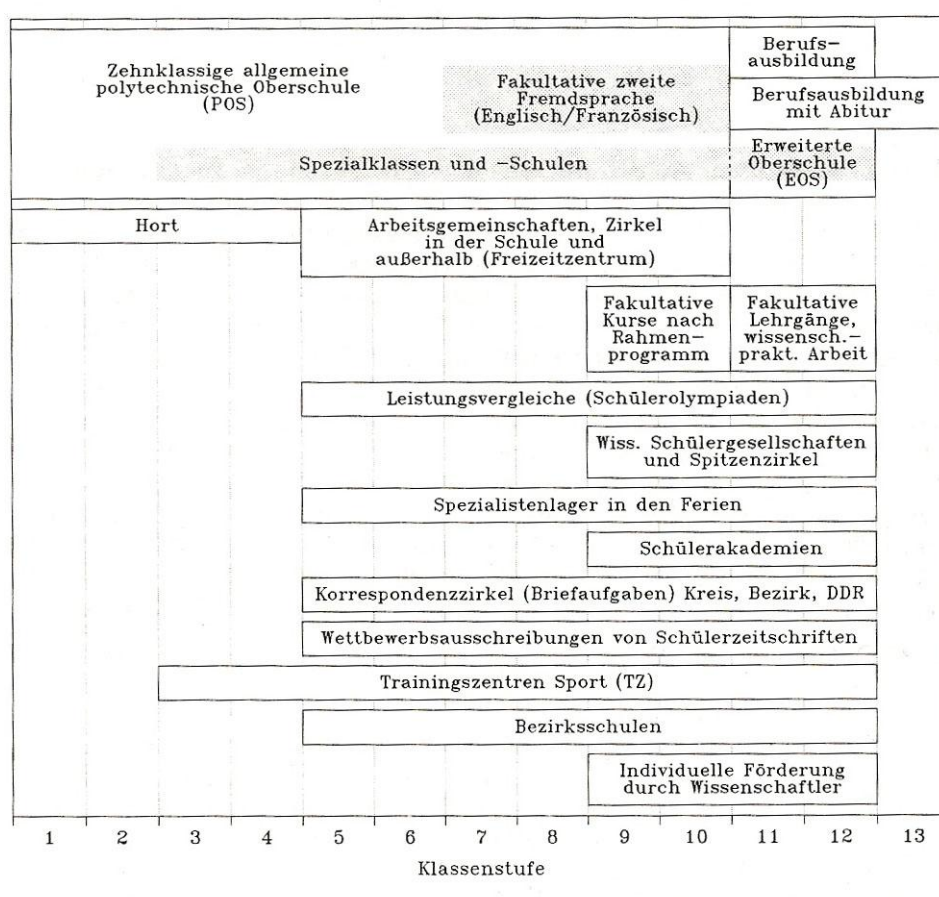 Zehnklassige allgemeine
polytechnische Oberschule
(POS)
Fakultative zweite
Fremdsprache
(Englisch/Französisch)
Berufs-
ausbildung
Berufsausbildung
mit Abitur
Spezialklassen und -Schulen
Erweiterte
Oberschule
(EOS)
Hort
Arbeitsgemeinschaften, Zirkel
in der Schule und
außerhalb (Freizeitzentrum)
Fakultative
Kurse nach
Rahmen-
programm
Fakultative
Lehrgänge,
wissensch.-
prakt. Arbeit
Leistungsvergleiche (Schülerolympiaden)
Wiss. Schülergesellschaften
und Spitzenzirkel
Spezialistenlager in den Ferien
Schülerakademien
Korrespondenzzirkel (Briefaufgaben) Kreis, Bezirk, DDR
Wettbewerbsausschreibungen von Schülerzeitschriften
Trainingszentren Sport (TZ)
Bezirksschulen
Individuelle Förderung
durch Wissenschaftler
1 2 3 4 5 6 7 8 9 10 11 12 13
Klassenstufe